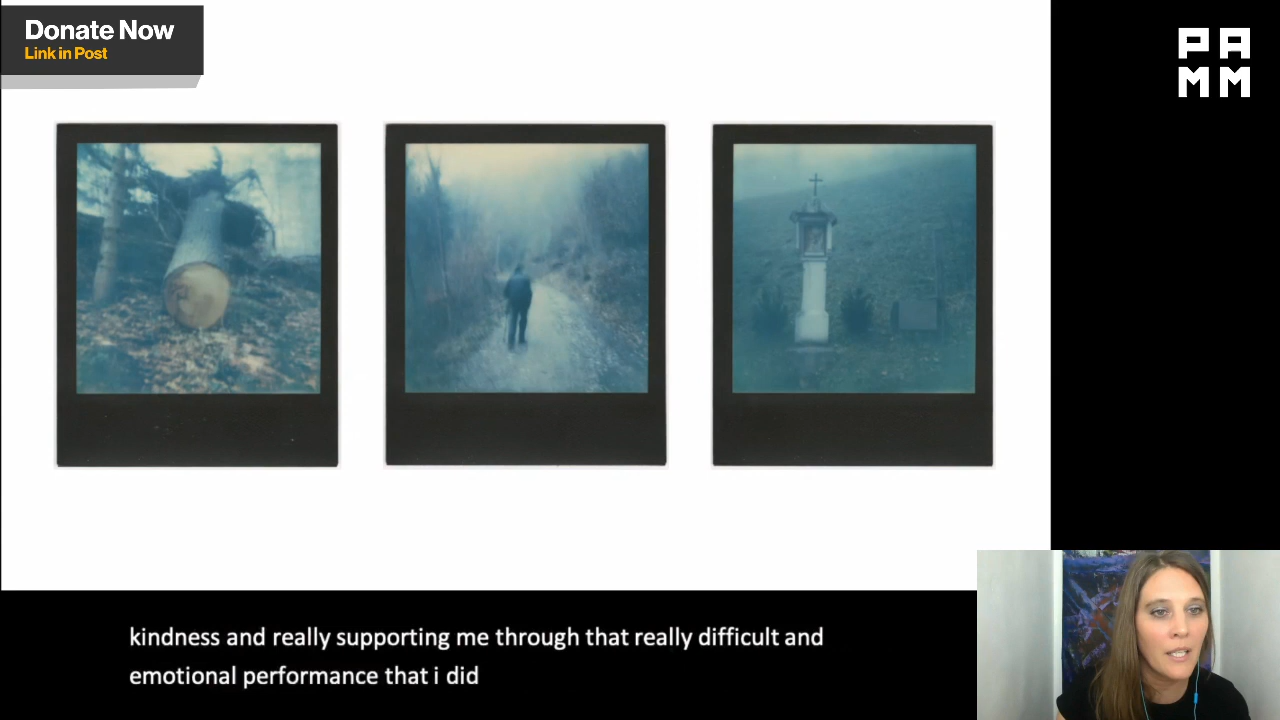 Donate Now
Link in Post
PA
MM
kindness and really supporting me through that really difficult and
emotional performance that i did